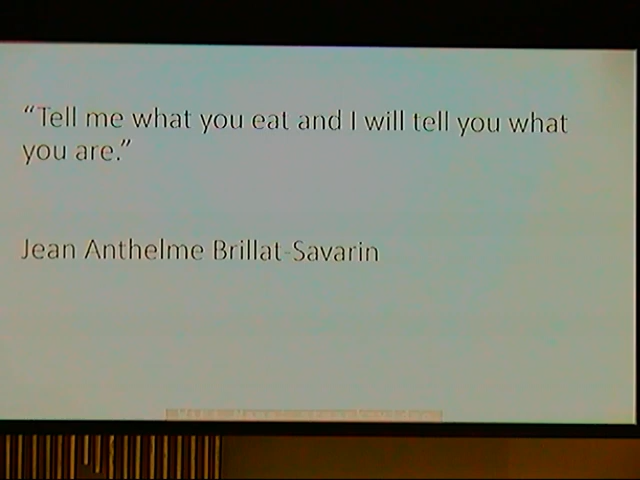 “Tell me what you eat and I will tell you what
you are.”
Jean Anthelme Brillat-Savarin